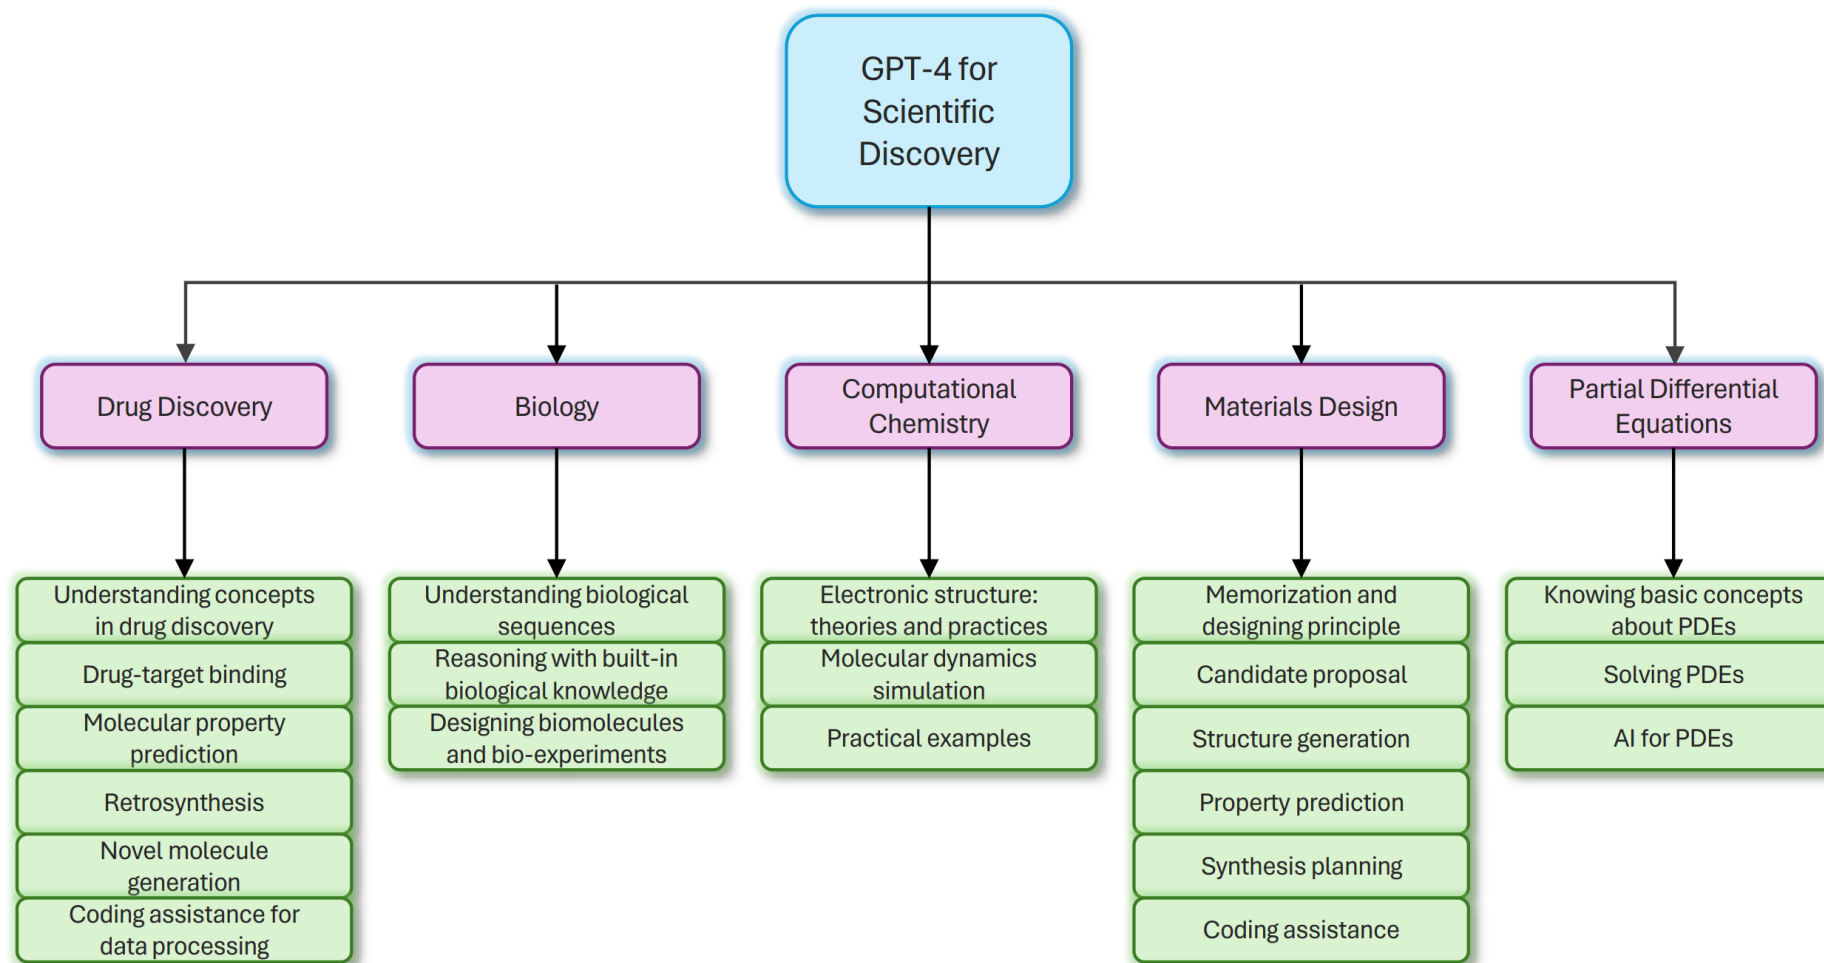 GPT-4 for
Scientific
Discovery
Drug Discovery
Biology
Computational
Chemistry
Materials Design
Partial Differential
Equations
Understanding concepts
in drug discovery
Drug-target binding
Molecular property
prediction
Retrosynthesis
Novel molecule
generation
Coding assistance for
data processing
Understanding biological
sequences
Reasoning with built-in
biological knowledge
Designing biomolecules
and bio-experiments
Electronic structure:
theories and practices
Molecular dynamics
simulation
Practical examples
Memorization and
designing principle
Candidate proposal
Structure generation
Property prediction
Synthesis planning
Coding assistance
Knowing basic concepts
about PDEs
Solving PDEs
AI for PDEs